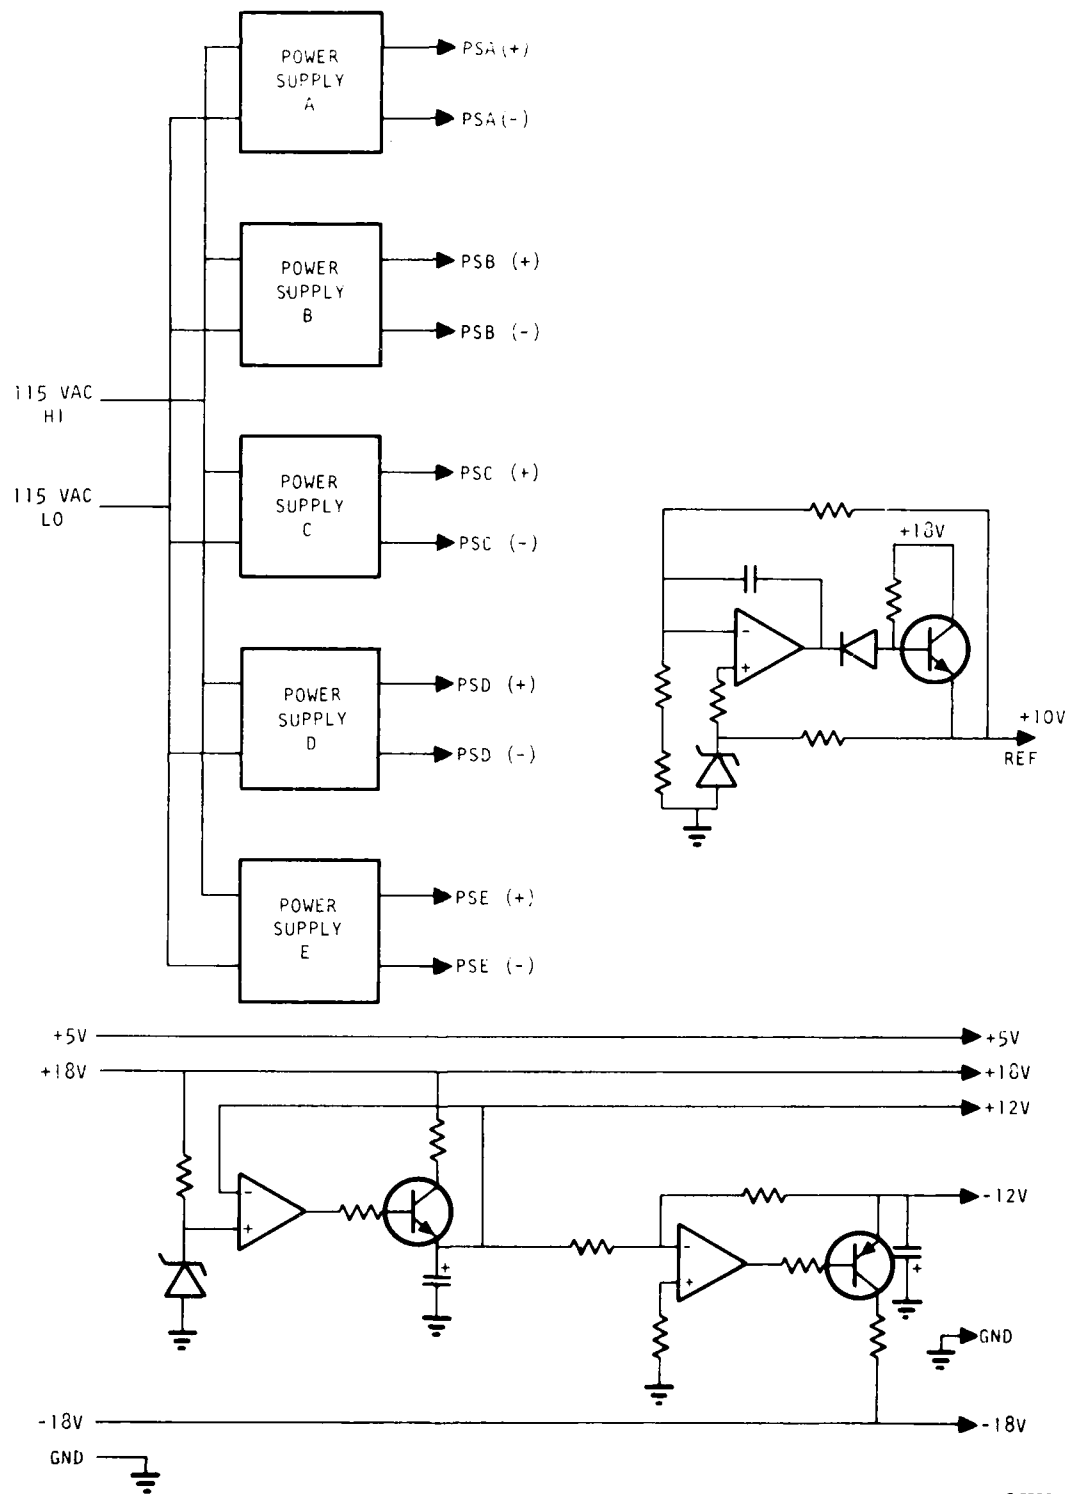 POWER
SUPPLY
A
PSA (+)
PSA (-)
POWER
SUPPLY
B
PSB (+)
PSB (-)
115 VAC
HI
115 VAC
LO
POWER
SUPPLY
C
PSC (+)
PSC (-)
POWER
SUPPLY
D
PSD (+)
PSD (-)
POWER
SUPPLY
E
PSE (+)
PSE (-)
+18V
-
+
+10V
REF
+5V
+5V
+18V
+18V
+12V
-
+
+
-12V
-
+
+
GND
-18V
-18V
GND